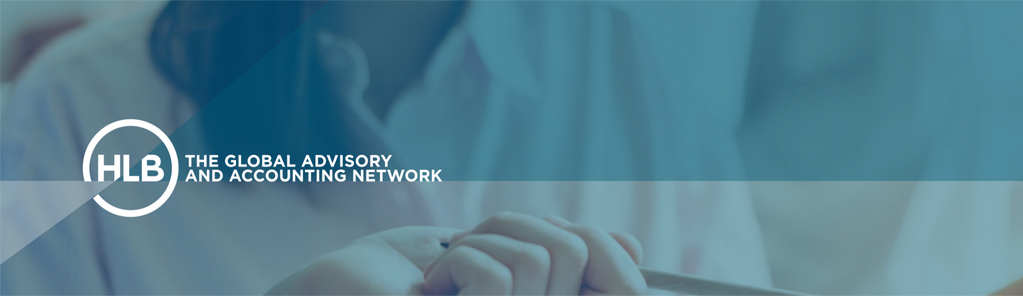 HLB
THE GLOBAL ADVISORY
AND ACCOUNTING NETWORK